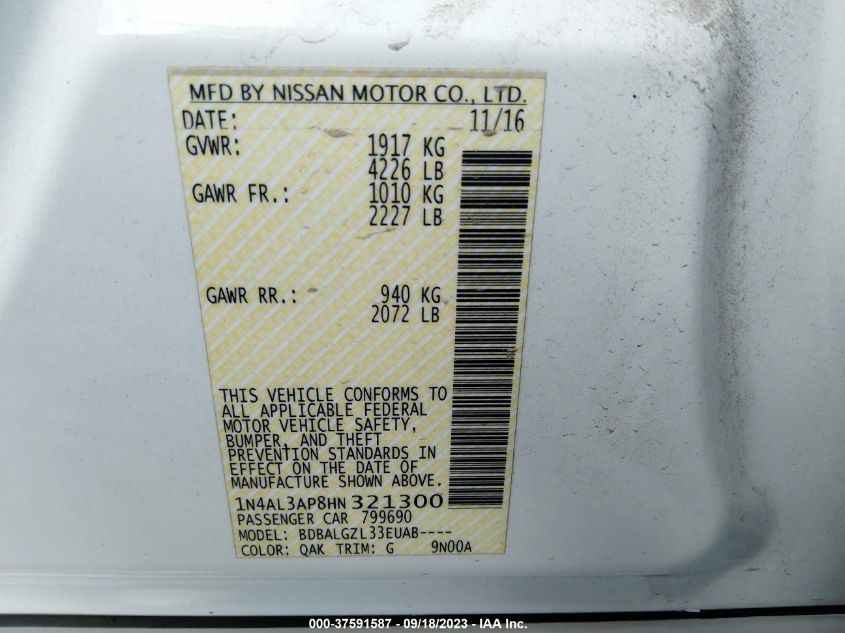 MFD BY NISSAN MOTOR CO., LTD.
DATE: 11/16
GVWR: 1917 KG
4226 LB
GAWR FR.: 1010 KG
2227 LB
GAWR RR.: 940 KG
2072 LB
THIS VEHICLE CONFORMS TO
ALL APPLICABLE FEDERAL
MOTOR VEHICLE SAFETY,
BUMPER, AND THEFT
PREVENTION STANDARDS IN
EFFECT ON THE DATE OF
MANUFACTURE SHOWN ABOVE.
1N4AL3AP8HN 321300
PASSENGER CAR 799690
MODEL: BDBALGZL33EUAB----
COLOR: QAK TRIM: G 9N00A
000-37591587 - 09/18/2023 - IAA Inc.